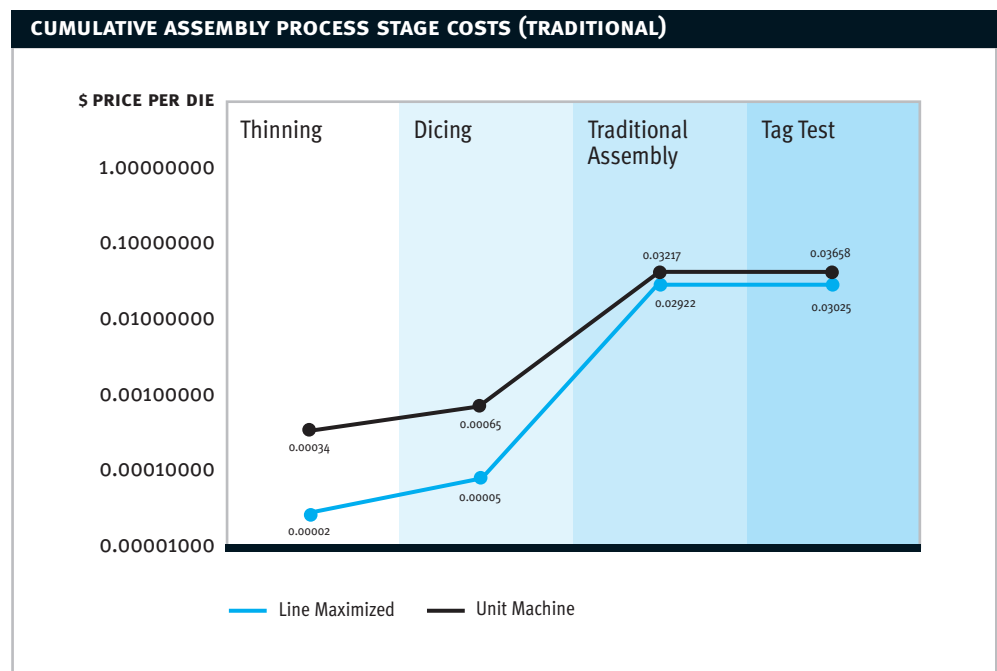 CUMULATIVE ASSEMBLY PROCESS STAGE COSTS (TRADITIONAL)
$ PRICE PER DIE
Thinning
Dicing
Traditional
Assembly
Tag Test
1.00000000
0.10000000
0.01000000
0.00100000
0.00010000
0.00001000
0.00034
0.00065
0.03217
0.03658
0.00002
0.00005
0.02922
0.03025
Line Maximized
Unit Machine